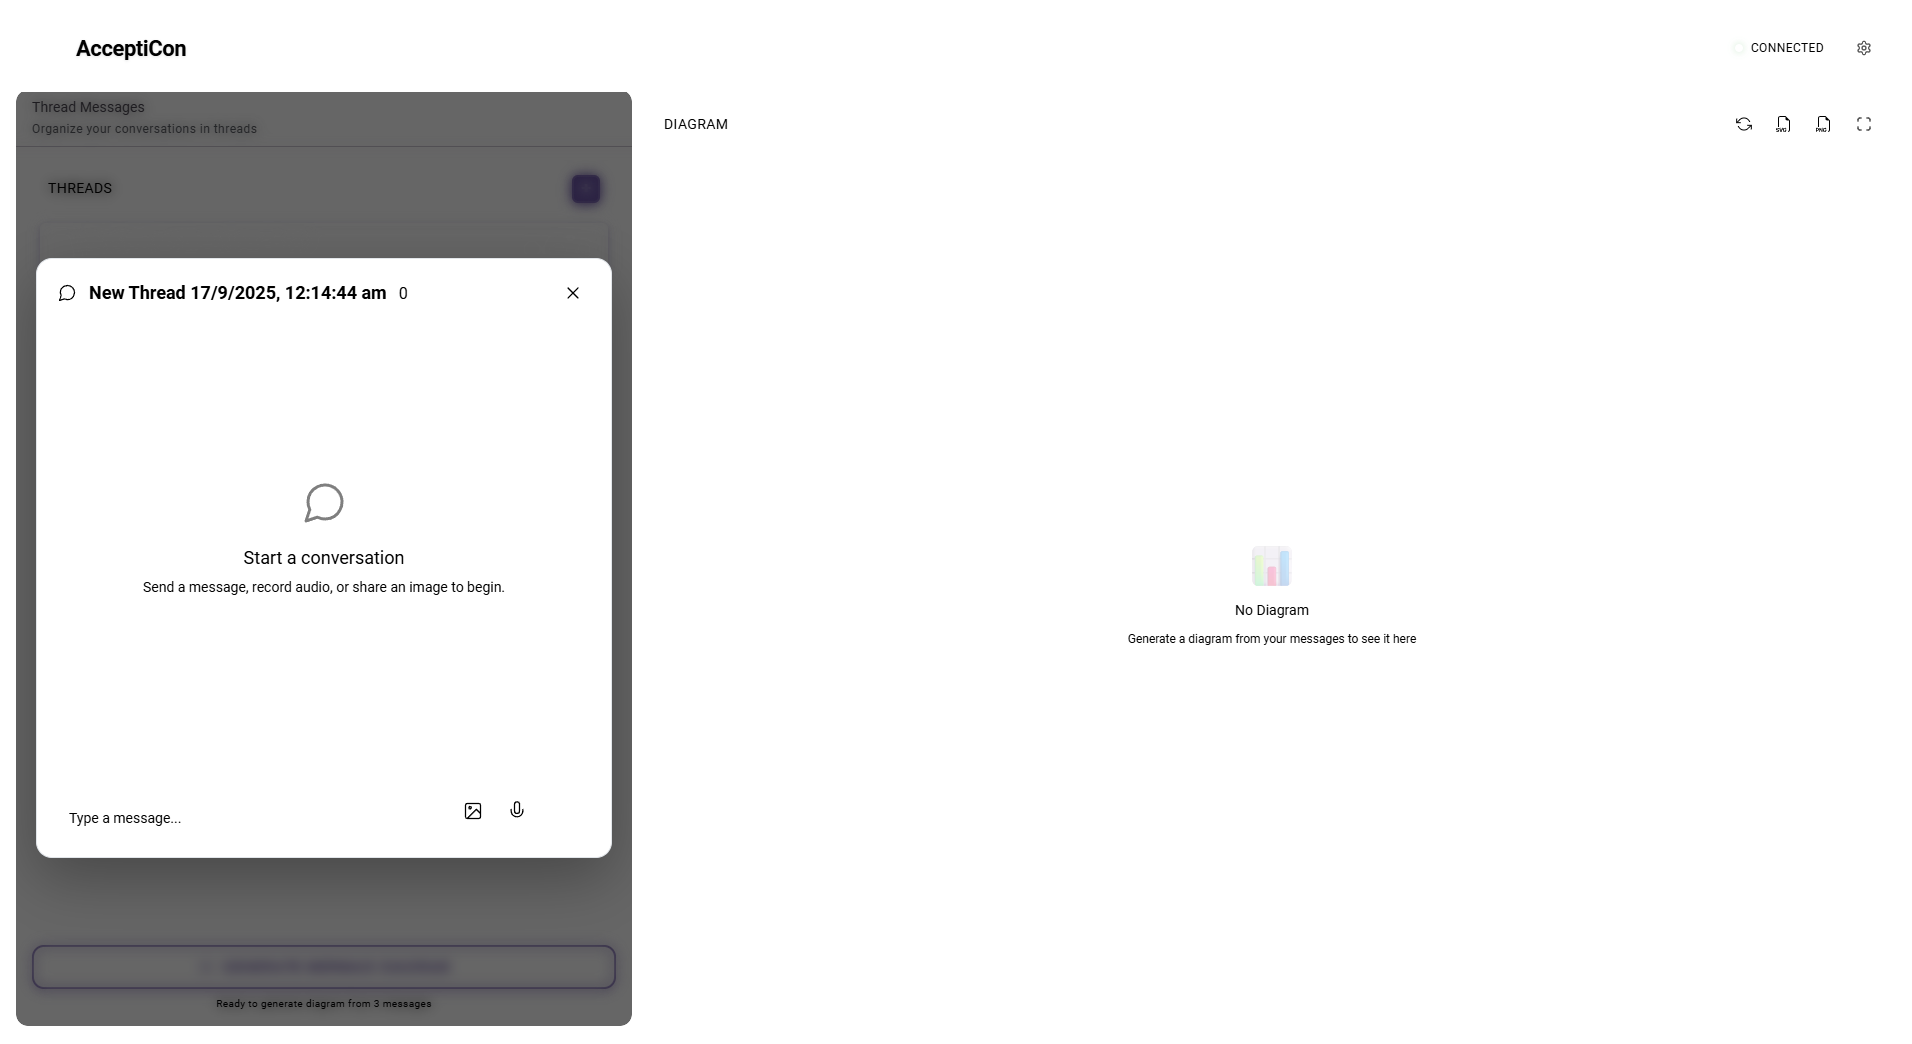 AcceptiCon
CONNECTED
Thread Messages
Organize your conversations in threads
THREADS
New Thread 17/9/2025, 12:14:44 am 0
Start a conversation
Send a message, record audio, or share an image to begin.
Type a message...
Ready to generate diagram from 3 messages
DIAGRAM
SVG
PNG
No Diagram
Generate a diagram from your messages to see it here